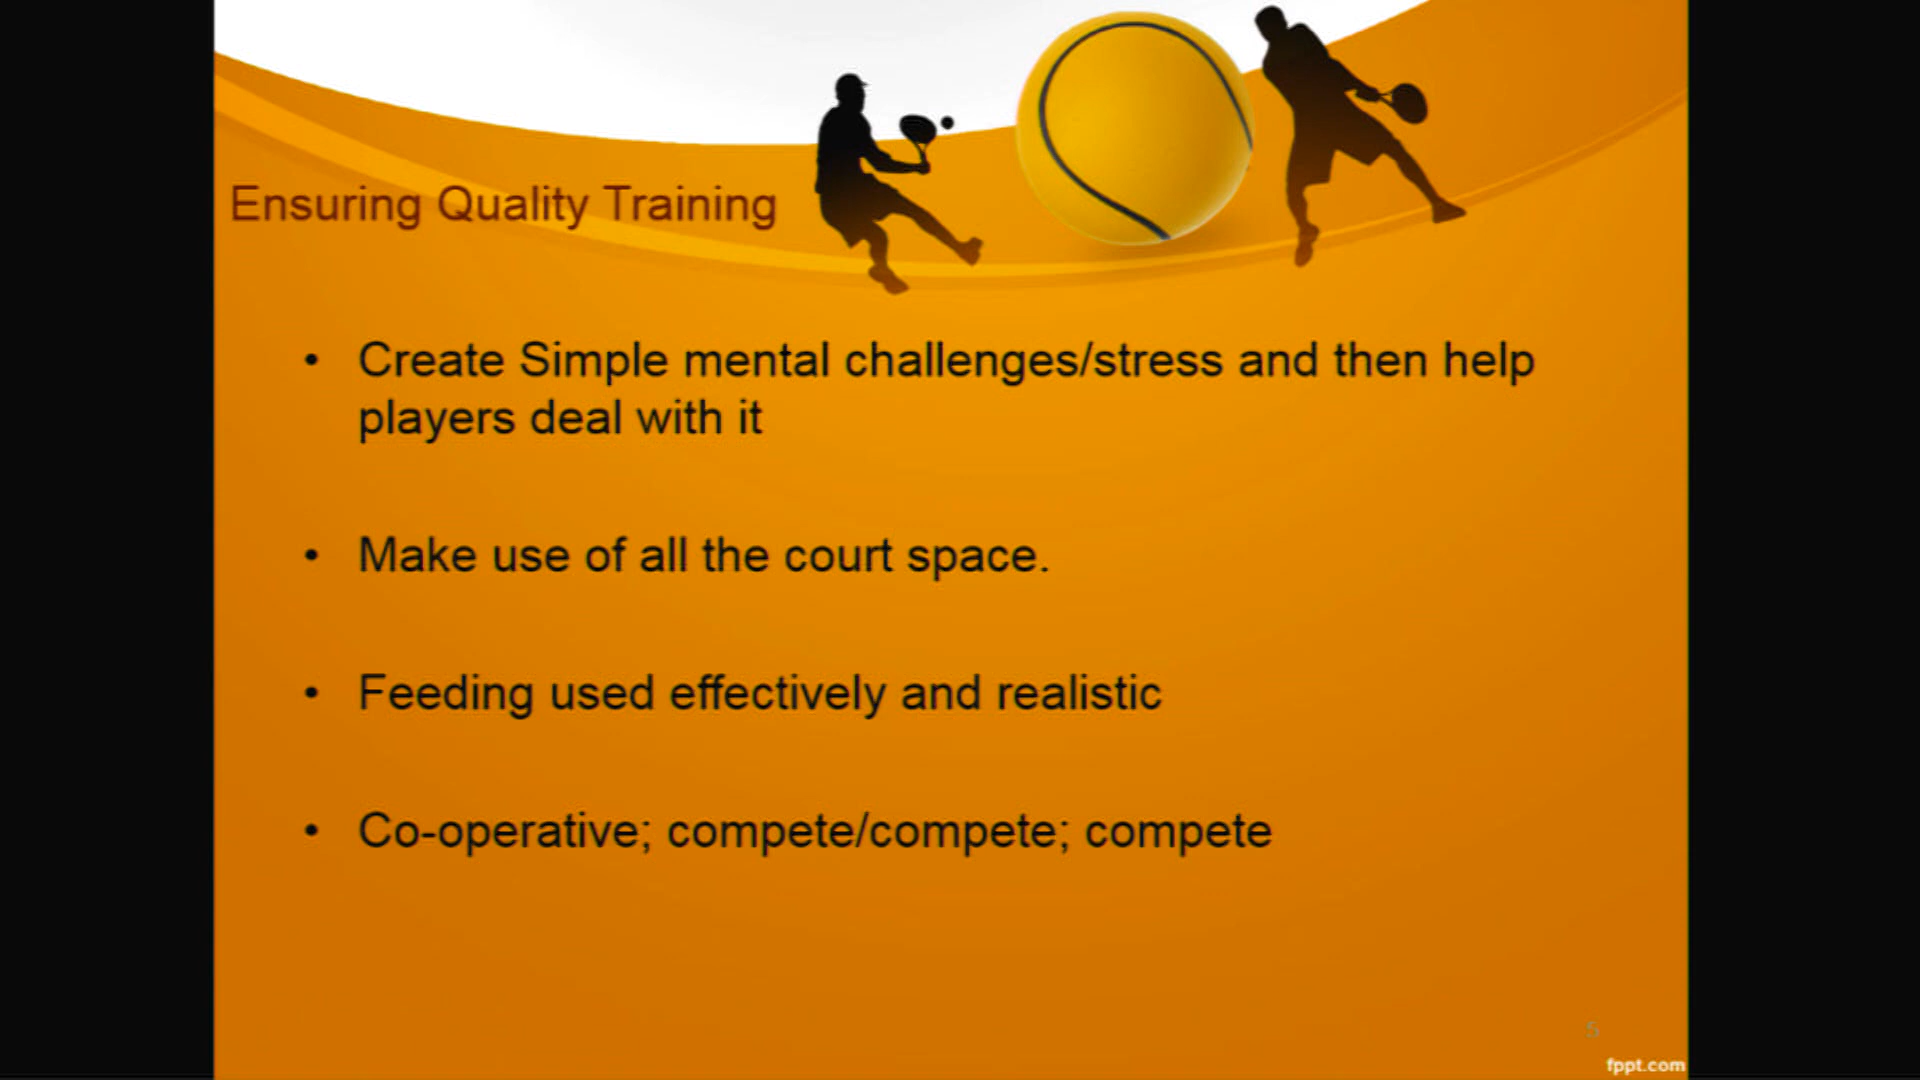 Ensuring Quality Training
• Create Simple mental challenges/stress and then help
players deal with it
• Make use of all the court space.
• Feeding used effectively and realistic
• Co-operative; compete/compete; compete
5
fppt.com